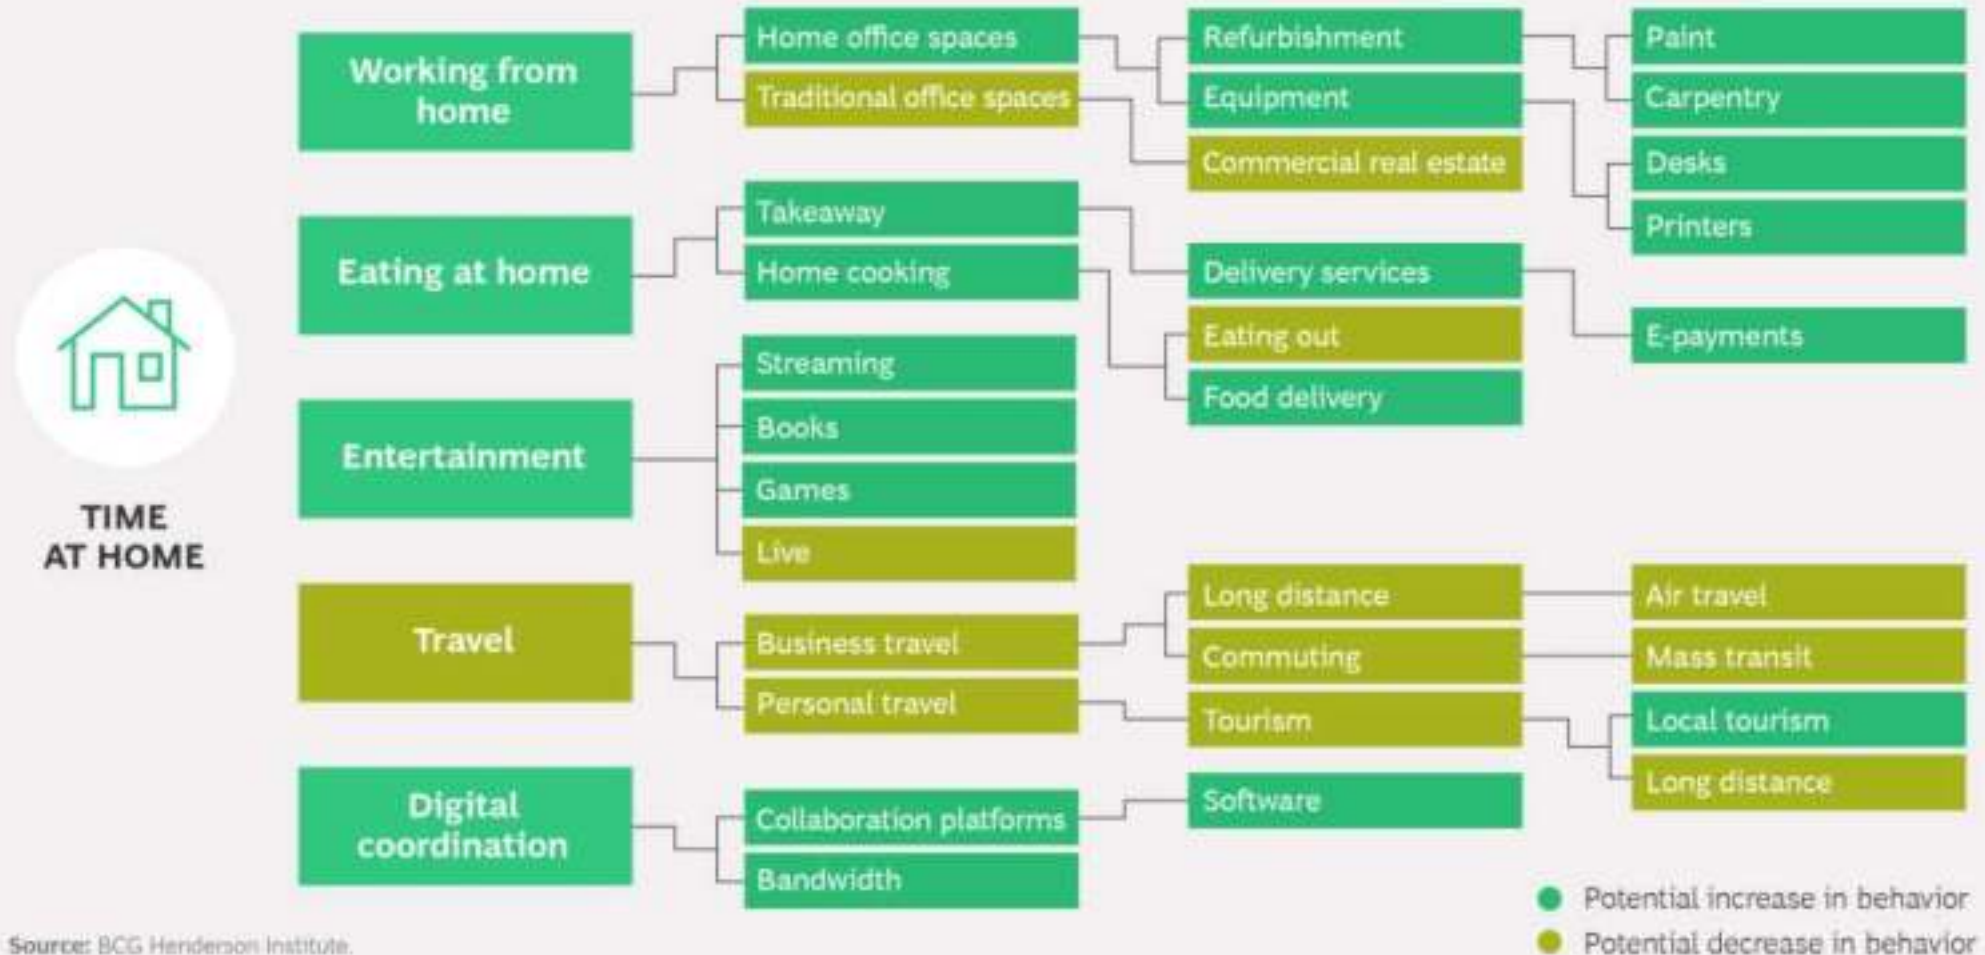 TIME
AT HOME
Working from
home
Home office spaces
Traditional office spaces
Refurbishment
Equipment
Commercial real estate
Paint
Carpentry
Desks
Printers
Eating at home
Takeaway
Home cooking
Delivery services
Eating out
Food delivery
E-payments
Entertainment
Streaming
Books
Games
Live
Travel
Business travel
Personal travel
Long distance
Commuting
Tourism
Air travel
Mass transit
Local tourism
Long distance
Digital
coordination
Collaboration platforms
Bandwidth
Software
Potential increase in behavior
Potential decrease in behavior
Source: BCG Henderson Institute.